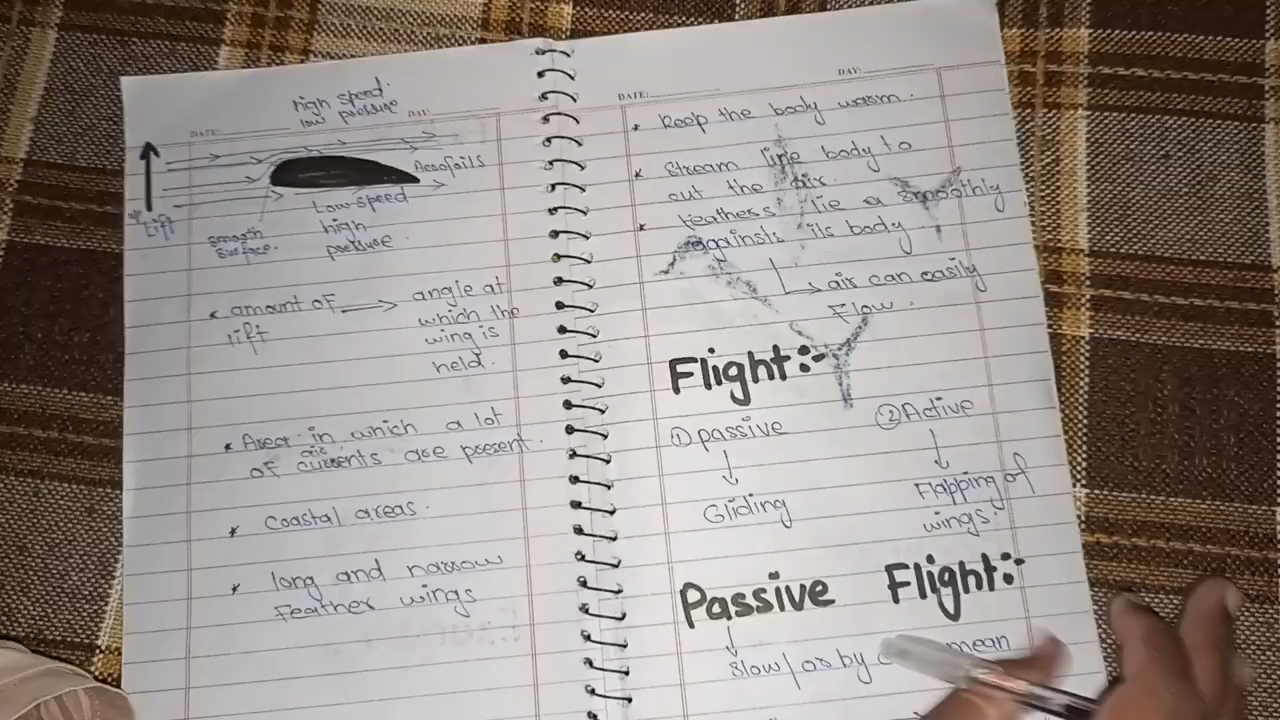 DATE: DAY:
high speed.
low pressure
Aerofoils
Low-speed
high
pressure.
up
Lift
smooth
surface.
* amount of → angle at
lift which the
wing is
held.
* Area in which a lot
air
of currents are present.
* Coastal areas.
* long and narrow
Feather wings
DATE: DAY:
* Keep the body warm.
* Stream line body to
cut the air.
* feathers lie a smoothly
against its body
→ air can easily
Flow.
Flight:-
① passive ② Active
↓ ↓
Gliding Flapping of
wings.
Passive Flight:-
↓
Slow/or by mean